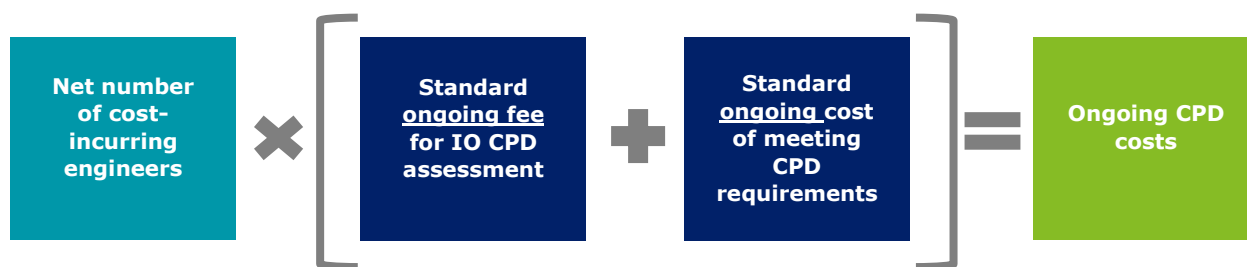 Net number
of cost-
incurring
engineers
Standard
ongoing fee
for IO CPD
assessment
Standard
ongoing cost
of meeting
CPD
requirements
Ongoing CPD
costs